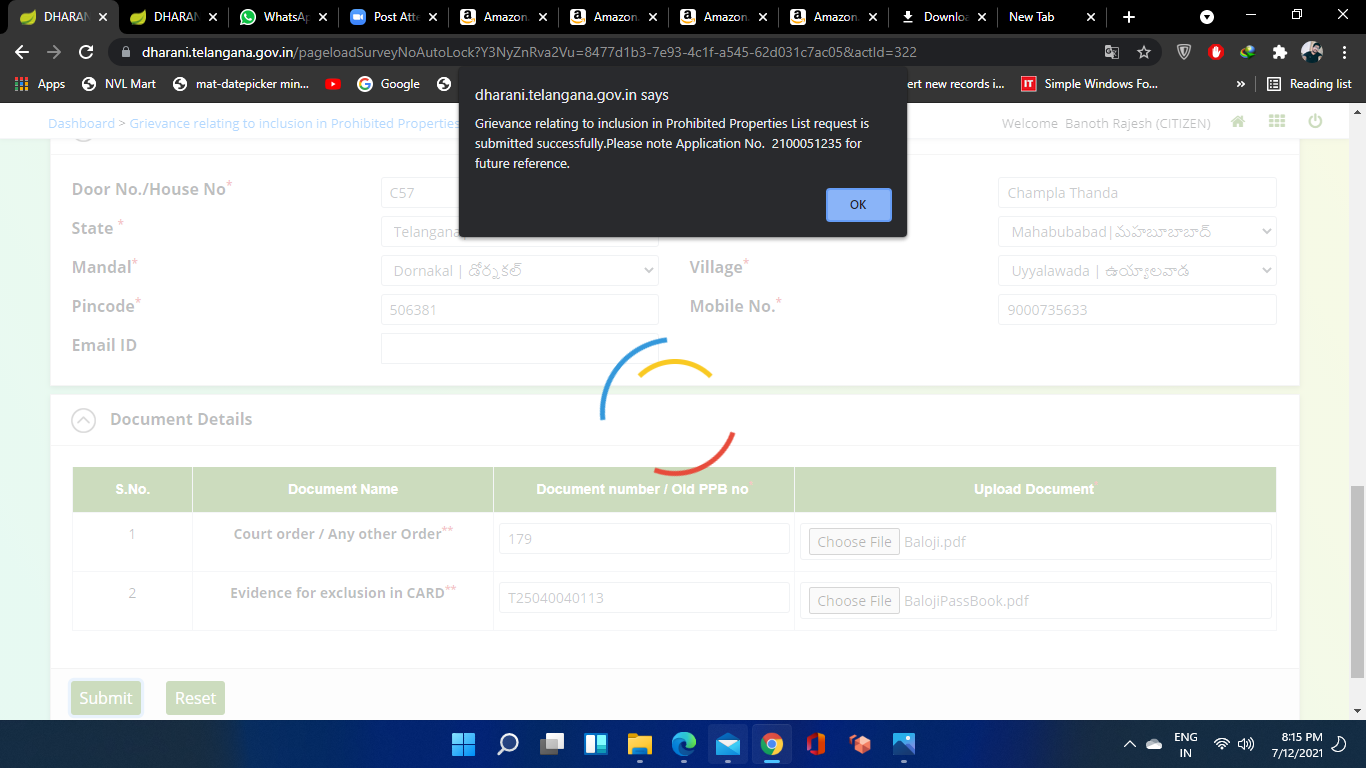 DHARAN
DHARAN
WhatsAp
Post Atte
Amazon.
Amazon.
Amazon.
Amazon.
Downloa
New Tab
dharani.telangana.gov.in/pageloadSurveyNoAutoLock?Y3NyZnRva2Vu=8477d1b3-7e93-4c1f-a545-62d031c7ac05&actId=322
Apps
NVL Mart
mat-datepicker min...
Google
ert new records i...
Simple Windows Fo...
»
Reading list
dharani.telangana.gov.in says
Grievance relating to inclusion in Prohibited Properties List request is
submitted successfully.Please note Application No. 2100051235 for
future reference.
OK
Dashboard > Grievance relating to inclusion in Prohibited Properties
Welcome Banoth Rajesh (CITIZEN)
Door No./House No*
C57
Champla Thanda
State *
Telangana
Mahabubabad|మహబూబాబాద్
Mandal*
Dornakal | డోర్నకల్
Village*
Uyyalawada | ఉయ్యాలవాడ
Pincode*
506381
Mobile No.*
9000735633
Email ID
Document Details
S.No.
Document Name
Document number / Old PPB no
Upload Document
1
Court order / Any other Order**
179
Choose File Baloji.pdf
2
Evidence for exclusion in CARD**
T25040040113
Choose File BalojiPassBook.pdf
Submit
Reset
ENG
IN
8:15 PM
7/12/2021